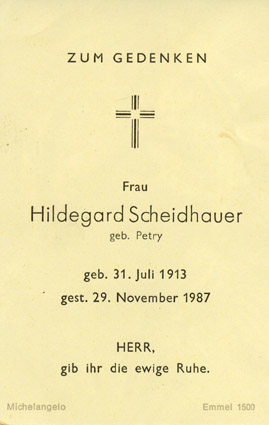 ZUM GEDENKEN
Frau
Hildegard Scheidhauer
geb. Petry
geb. 31. Juli 1913
gest. 29. November 1987
HERR,
gib ihr die ewige Ruhe.
Michelangelo Emmel 1500